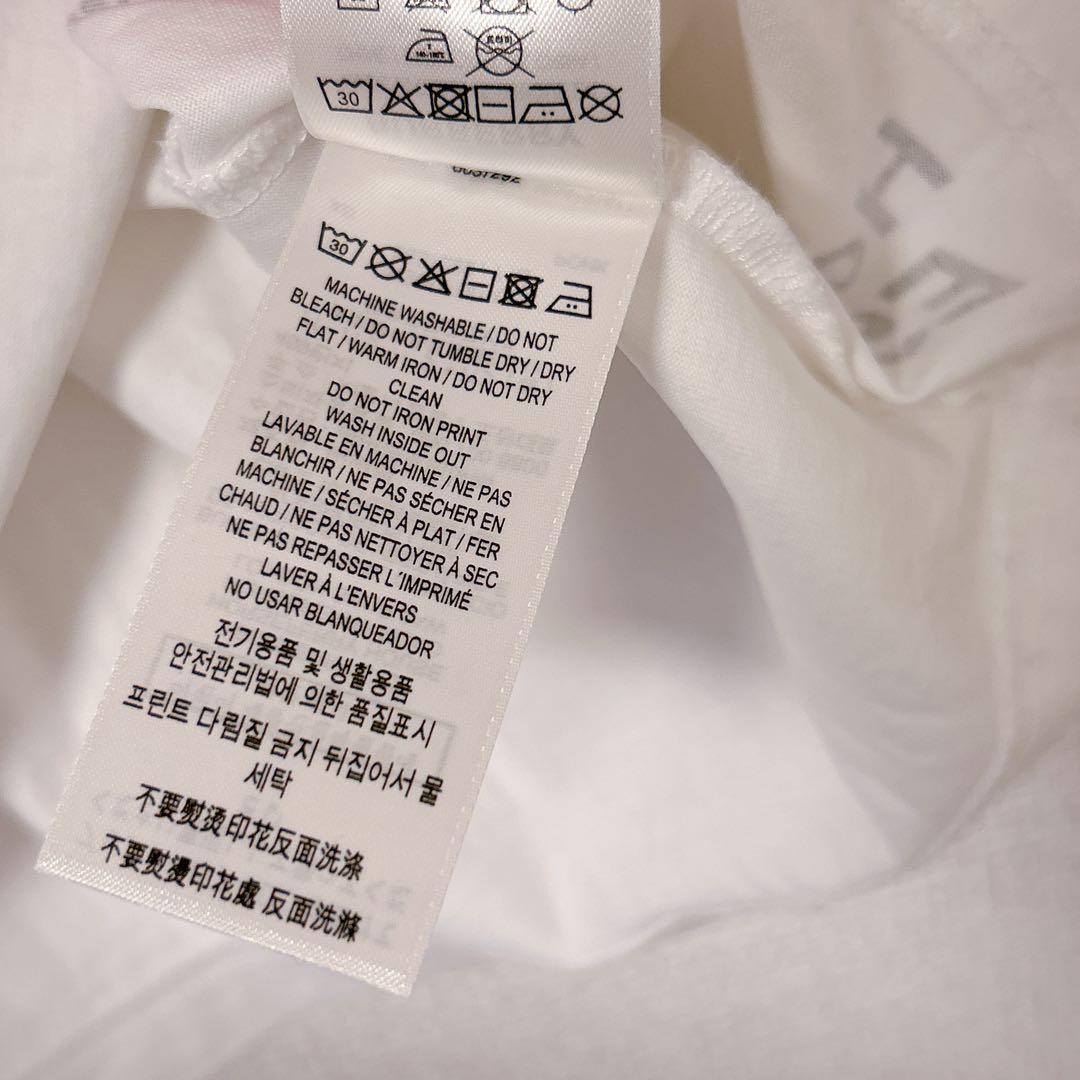 30
8037292
30
MACHINE WASHABLE / DO NOT
BLEACH / DO NOT TUMBLE DRY / DRY
FLAT / WARM IRON / DO NOT DRY
CLEAN
DO NOT IRON PRINT
WASH INSIDE OUT
LAVABLE EN MACHINE / NE PAS
BLANCHIR / NE PAS SÉCHER EN
MACHINE / SÉCHER À PLAT / FER
CHAUD / NE PAS NETTOYER À SEC
NE PAS REPASSER L´IMPRIMÉ
LAVER À L'ENVERS
NO USAR BLANQUEADOR
전기용품 및 생활용품
안전관리법에 의한 품질표시
프린트 다림질 금지 뒤집어서 물
세탁
不要熨烫印花反面洗涤
不要熨燙印花處 反面洗滌